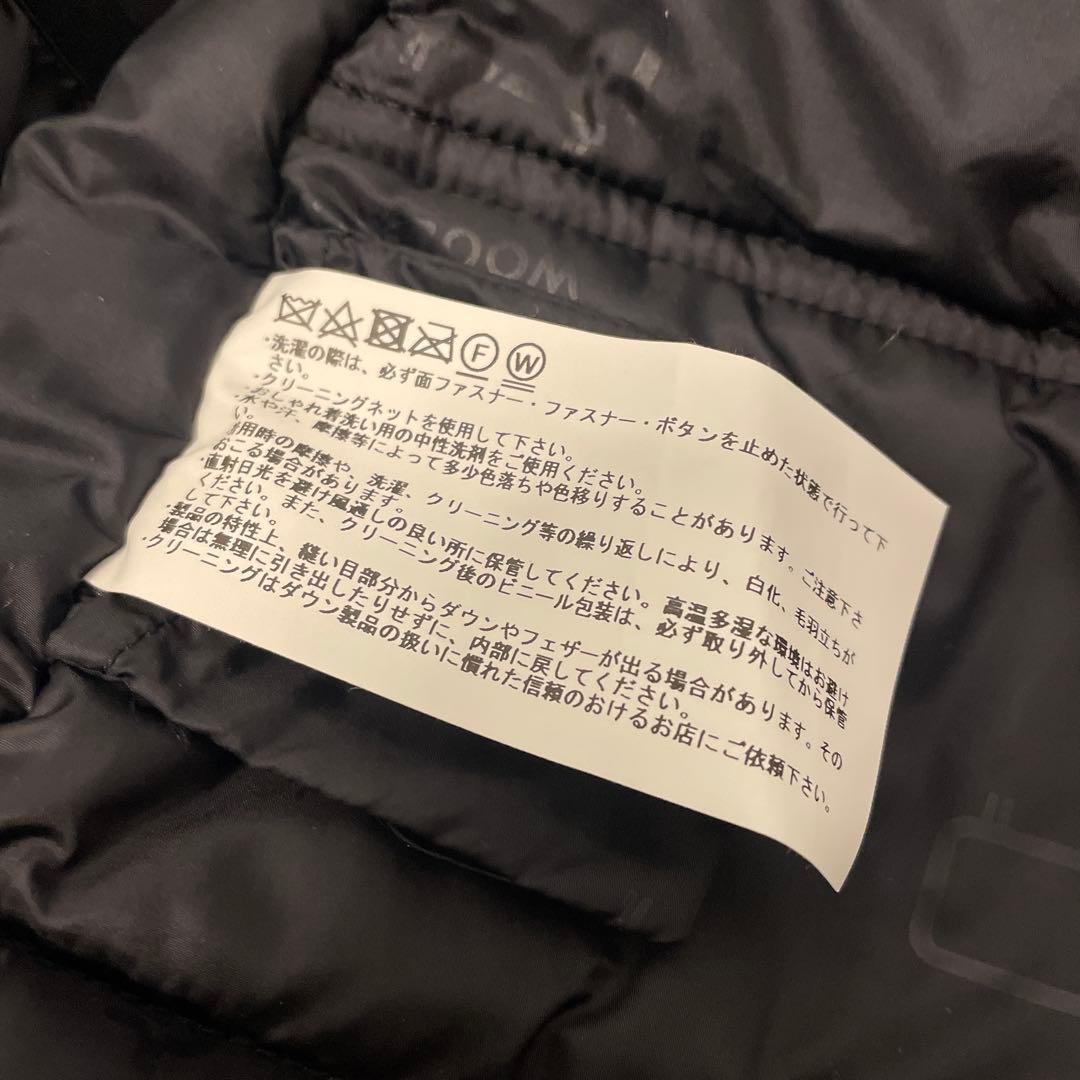 WOO
F W
・洗濯の際は、必ず面ファスナー・ファスナー・ボタンを止めた状態で行って下
さい。
・クリーニングネットを使用して下さい。
・おしゃれ着洗い用の中性洗剤をご使用ください。
摩擦等によって多少色落ちや色移りすることがあります。ご注意下さ
い。
用時の摩擦や、洗濯、クリーニング等の繰り返しにより、白化、毛羽立ちが
おこる場合があります。
・直射日光を避け風通しの良い所に保管してください。高温多湿な環境はお避け
ください。また、クリーニング後のビニール包装は、必ず取り外してから保管
して下さい。
・製品の特性上、縫い目部分からダウンやフェザーが出る場合があります。その
場合は無理に引き出したりせずに、内部に戻してください。
・クリーニングはダウン製品の扱いに慣れた信頼のおけるお店にご依頼下さい。